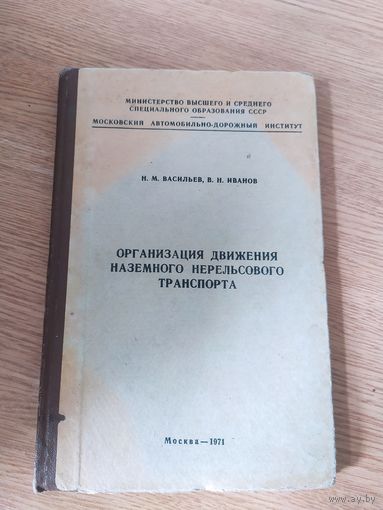 МИНИСТЕРСТВО ВЫСШЕГО И СРЕДНЕГО
СПЕЦИАЛЬНОГО ОБРАЗОВАНИЯ СССР
МОСКОВСКИЙ АВТОМОБИЛЬНО-ДОРОЖНЫЙ ИНСТИТУТ
Н. М. ВАСИЛЬЕВ, В. Н. ИВАНОВ
ОРГАНИЗАЦИЯ ДВИЖЕНИЯ
НАЗЕМНОГО НЕРЕЛЬСОВОГО
ТРАНСПОРТА
Москва—1971
www.ay.by